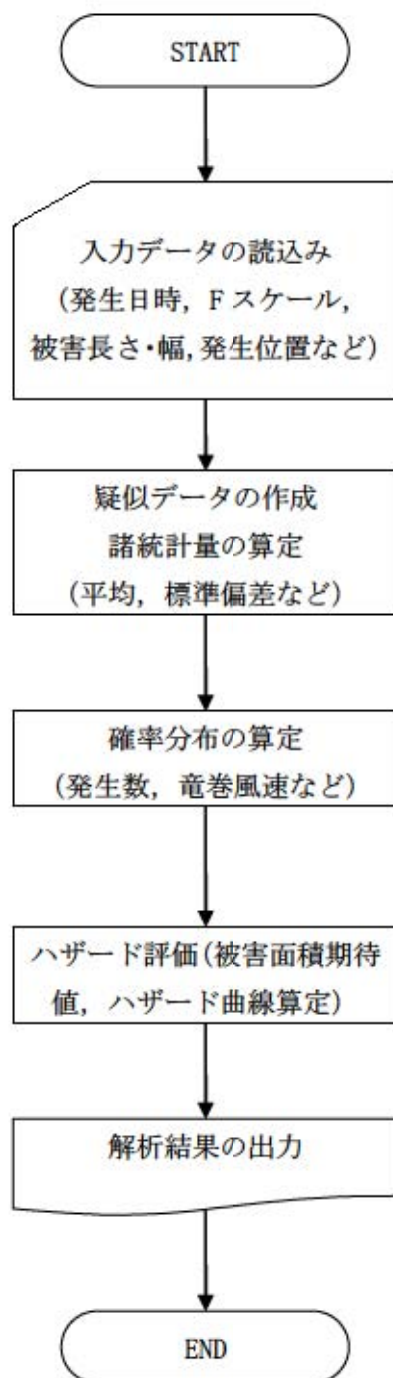 START
入力データの読込み
(発生日時, Fスケール,
被害長さ・幅,発生位置など)
疑似データの作成
諸統計量の算定
(平均, 標準偏差など)
確率分布の算定
(発生数, 竜巻風速など)
ハザード評価(被害面積期待
値, ハザード曲線算定)
解析結果の出力
END